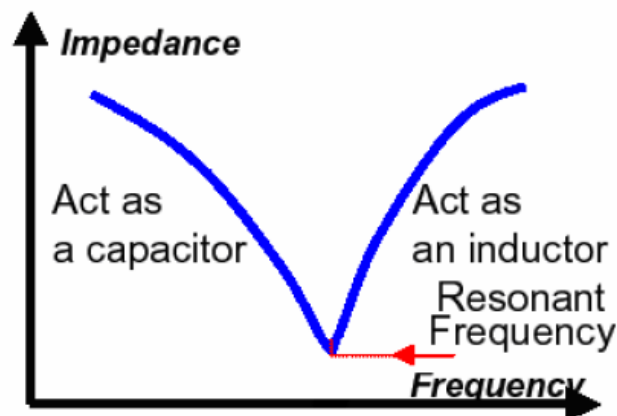 Impedance
Act as
a capacitor
Act as
an inductor
Resonant
Frequency
Frequency